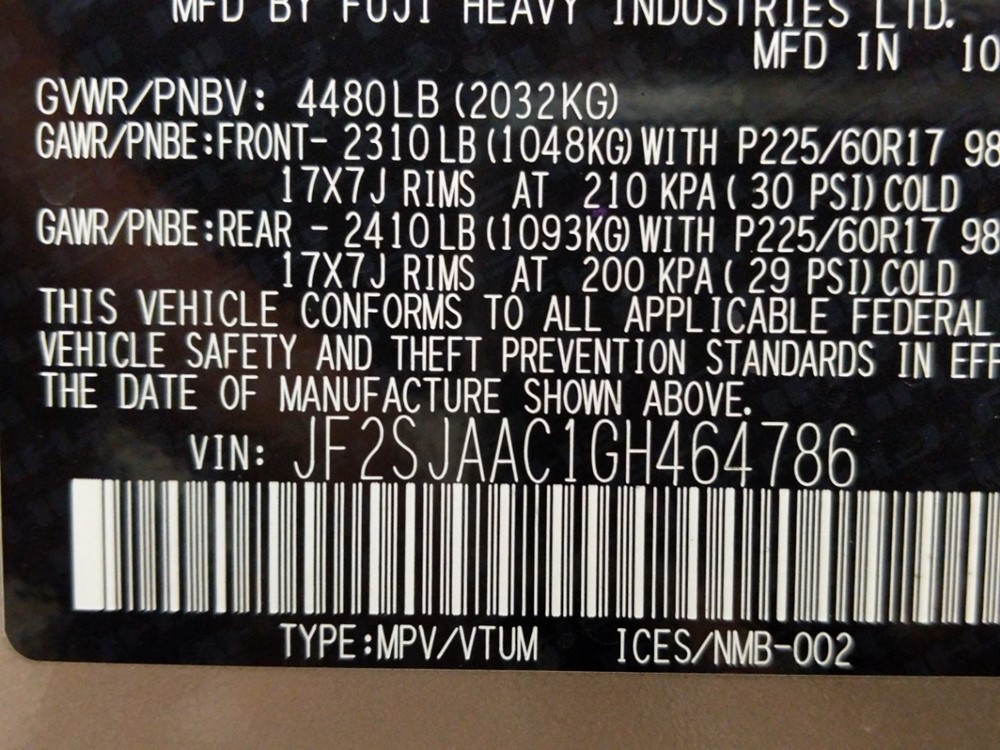 MFD BY FUJI HEAVY INDUSTRIES LTD.
MFD IN 10
GVWR/PNBV: 4480LB (2032KG)
GAWR/PNBE:FRONT- 2310LB (1048KG) WITH P225/60R17 98
17X7J RIMS AT 210 KPA( 30 PSI) COLD
GAWR/PNBE:REAR - 2410LB (1093KG) WITH P225/60R17 98
17X7J RIMS AT 200 KPA( 29 PSI) COLD
THIS VEHICLE CONFORMS TO ALL APPLICABLE FEDERAL
VEHICLE SAFETY AND THEFT PREVENTION STANDARDS IN EFF
THE DATE OF MANUFACTURE SHOWN ABOVE.
VIN: JF2SJAAC1GH464786
TYPE:MPV/VTUM ICES/NMB-002